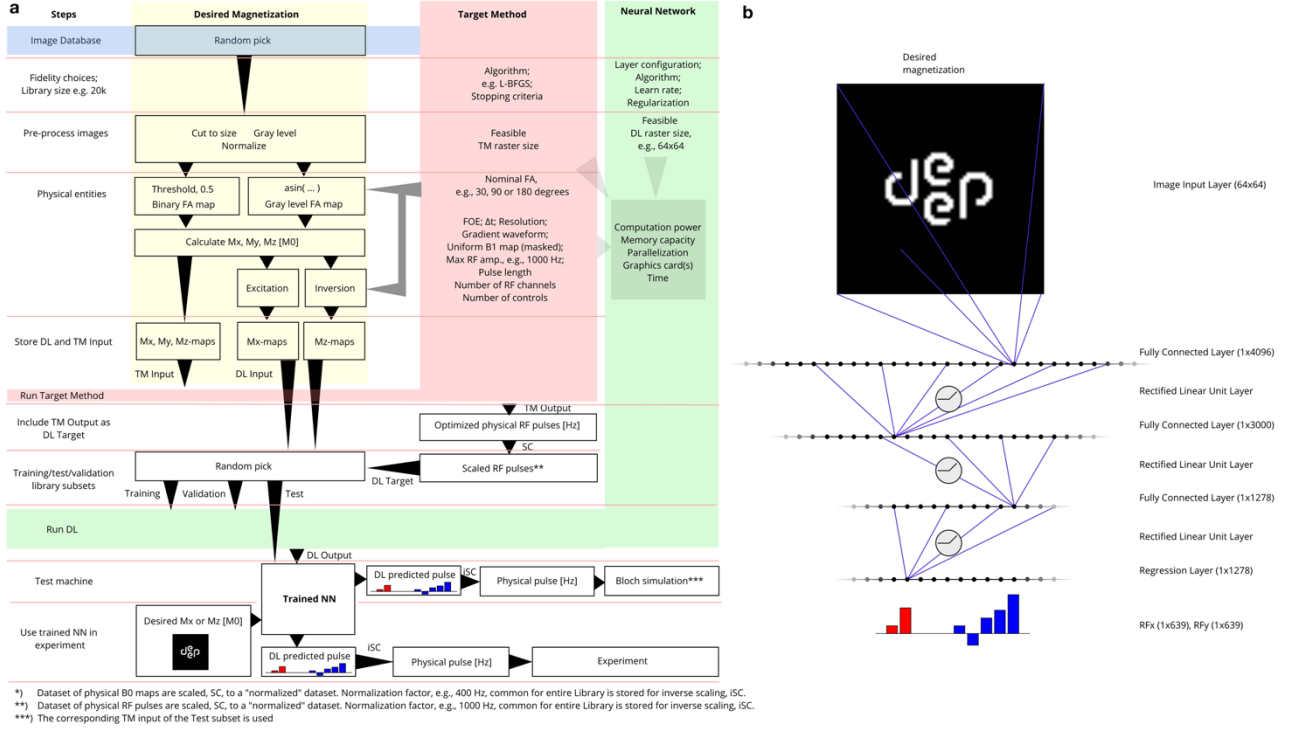 a
Steps
Desired Magnetization
Target Method
Neural Network
Image Database
Random pick
Fidelity choices;
Library size e.g. 20k
Algorithm;
e.g. L-BFGS;
Stopping criteria
Layer configuration;
Algorithm;
Learn rate;
Regularization
Pre-process images
Cut to size Gray level
Normalize
Feasible
TM raster size
Feasible
DL raster size,
e.g., 64x64
Physical entities
Threshold, 0.5
Binary FA map
asin( ... )
Gray level FA map
Nominal FA,
e.g., 30, 90 or 180 degrees
Calculate Mx, My, Mz [M0]
Excitation
Inversion
FOE; Δt; Resolution;
Gradient waveform;
Uniform B1 map (masked);
Max RF amp., e.g., 1000 Hz;
Pulse length
Number of RF channels
Number of controls
Computation power
Memory capacity
Parallelization
Graphics card(s)
Time
Store DL and TM Input
Mx, My, Mz-maps
Mx-maps
Mz-maps
TM Input
DL Input
Run Target Method
TM Output
Include TM Output as
DL Target
Optimized physical RF pulses [Hz]
SC
Training/test/validation
library subsets
Random pick
Scaled RF pulses**
DL Target
Training
Validation
Test
Run DL
DL Output
Test machine
Trained NN
DL predicted pulse
iSC
Physical pulse [Hz]
Bloch simulation***
Use trained NN in
experiment
Desired Mx or Mz [M0]
deep
DL predicted pulse
iSC
Physical pulse [Hz]
Experiment
*) Dataset of physical B0 maps are scaled, SC, to a "normalized" dataset. Normalization factor, e.g., 400 Hz, common for entire Library is stored for inverse scaling, iSC.
**) Dataset of physical RF pulses are scaled, SC, to a "normalized" dataset. Normalization factor, e.g., 1000 Hz, common for entire Library is stored for inverse scaling, iSC.
***) The corresponding TM input of the Test subset is used
b
Desired
magnetization
deep
Image Input Layer (64x64)
Fully Connected Layer (1x4096)
Rectified Linear Unit Layer
Fully Connected Layer (1x3000)
Rectified Linear Unit Layer
Fully Connected Layer (1x1278)
Rectified Linear Unit Layer
Regression Layer (1x1278)
RFx (1x639), RFy (1x639)